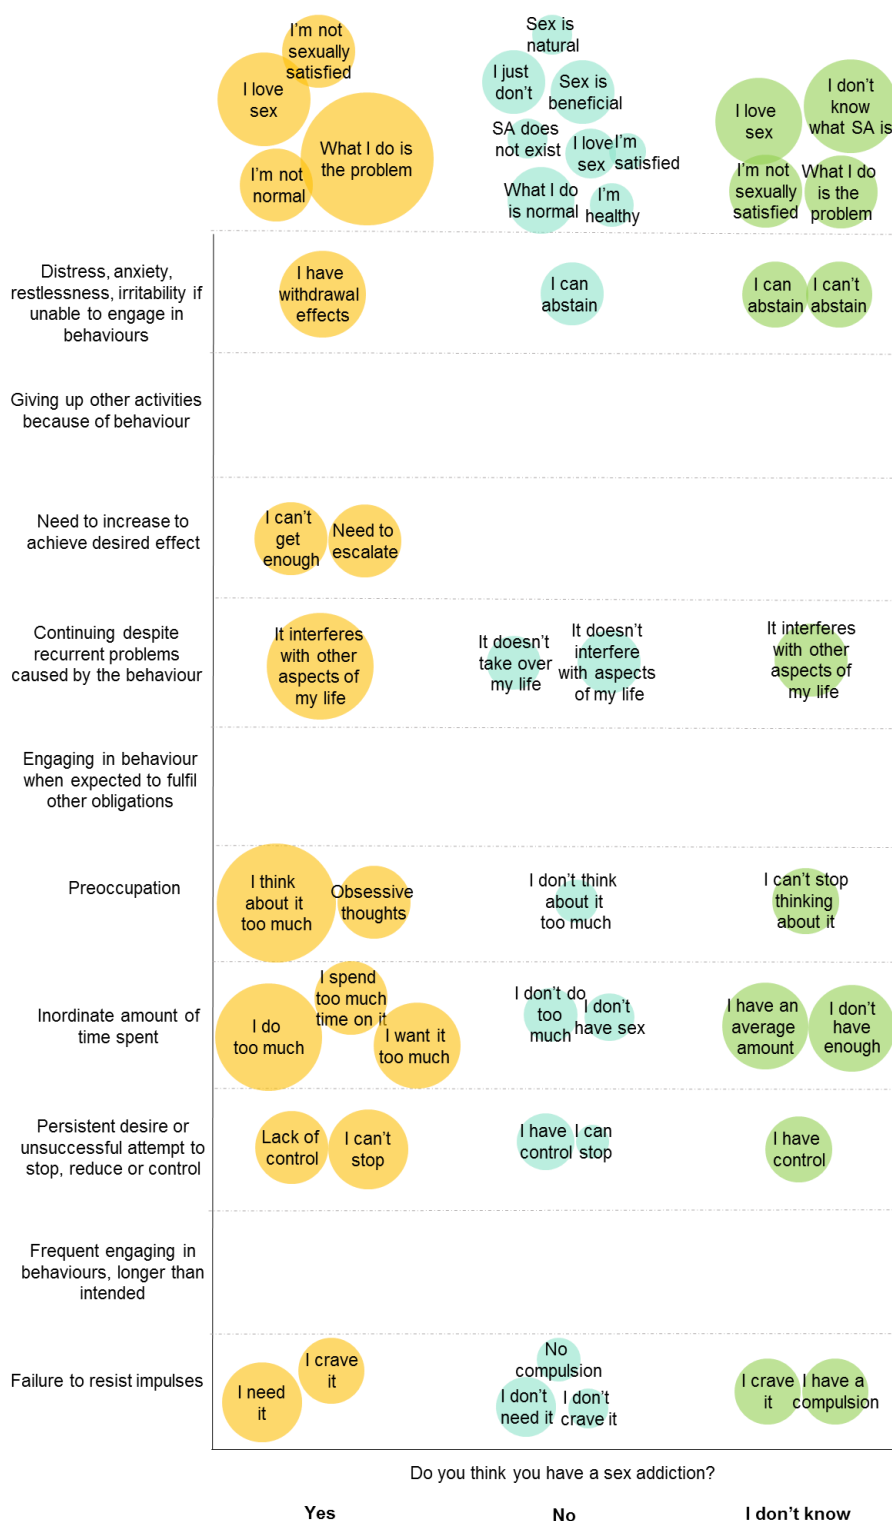 I'm not
sexually
satisfied
I love
sex
What I do is
the problem
I'm not
normal
Sex is
natural
I just
don't
Sex is
beneficial
SA does
not exist
I love
sex
I'm
satisfied
What I do
is normal
I'm
healthy
I love
sex
I don't
know
what SA is
I'm not
sexually
satisfied
What I do
is the
problem
Distress, anxiety,
restlessness, irritability if
unable to engage in
behaviours
I have
withdrawal
effects
I can
abstain
I can
abstain
I can't
abstain
Giving up other activities
because of behaviour
Need to increase to
achieve desired effect
I can't
get
enough
Need to
escalate
Continuing despite
recurrent problems
caused by the behaviour
It interferes
with other
aspects of
my life
It doesn't
take over
my life
It doesn't
interfere
with aspects
of my life
It interferes
with other
aspects of
my life
Engaging in behaviour
when expected to fulfil
other obligations
Preoccupation
I think
about it
too much
Obsessive
thoughts
I don't think
about it
too much
I can't stop
thinking
about it
Inordinate amount of
time spent
I do
too much
I spend
too much
time on it
I want it
too much
I don't do
too
much
I don't
have sex
I have an
average
amount
I don't
have
enough
Persistent desire or
unsuccessful attempt to
stop, reduce or control
Lack of
control
I can't
stop
I have
control
I can
stop
I have
control
Frequent engaging in
behaviours, longer than
intended
Failure to resist impulses
I need
it
I crave
it
No
compulsion
I don't
need it
I don't
crave it
I crave
it
I have a
compulsion
Do you think you have a sex addiction?
Yes
No
I don't know